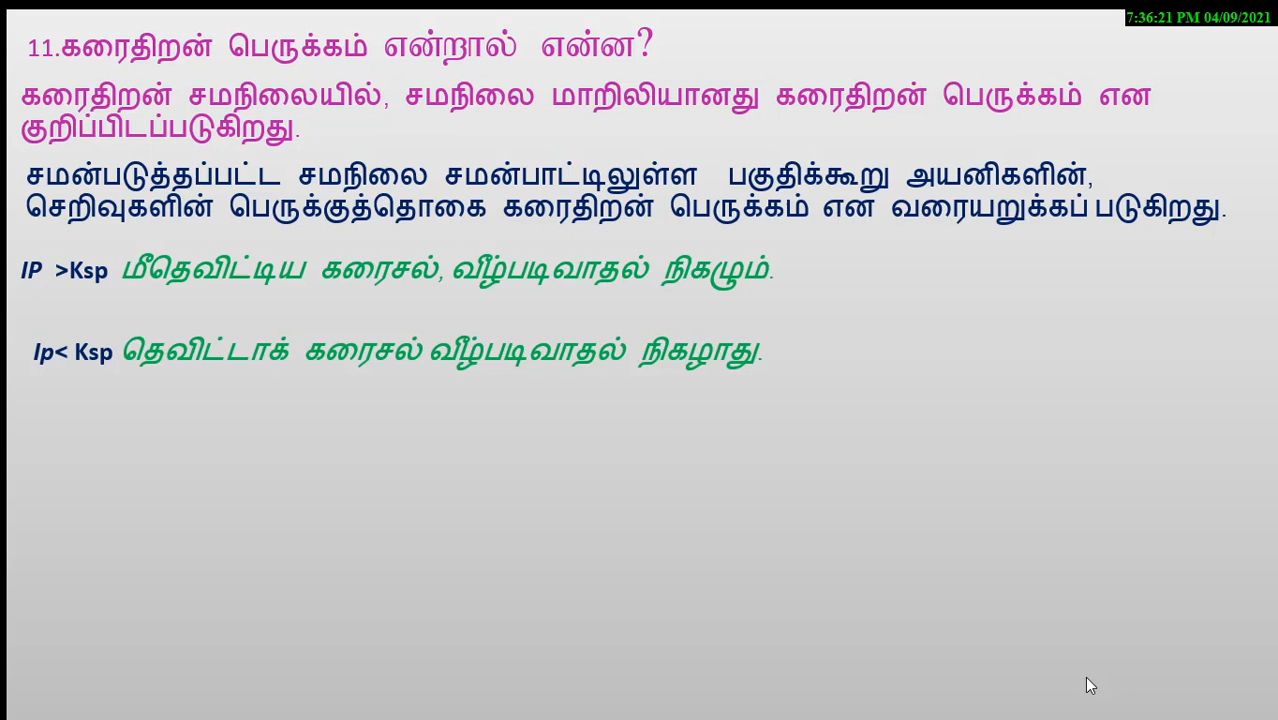 7:36:21 PM 04/09/2021
11.கரைதிறன் பெருக்கம் என்றால் என்ன?
கரைதிறன் சமநிலையில், சமநிலை மாறிலியானது கரைதிறன் பெருக்கம் என
குறிப்பிடப்படுகிறது.
சமன்படுத்தப்பட்ட சமநிலை சமன்பாட்டிலுள்ள பகுதிக்கூறு அயனிகளின்,
செறிவுகளின் பெருக்குத்தொகை கரைதிறன் பெருக்கம் என வரையறுக்கப் படுகிறது.
IP >Ksp மீதெவிட்டிய கரைசல், வீழ்படிவாதல் நிகழும்.
Ip< Ksp தெவிட்டாக் கரைசல் வீழ்படிவாதல் நிகழாது.